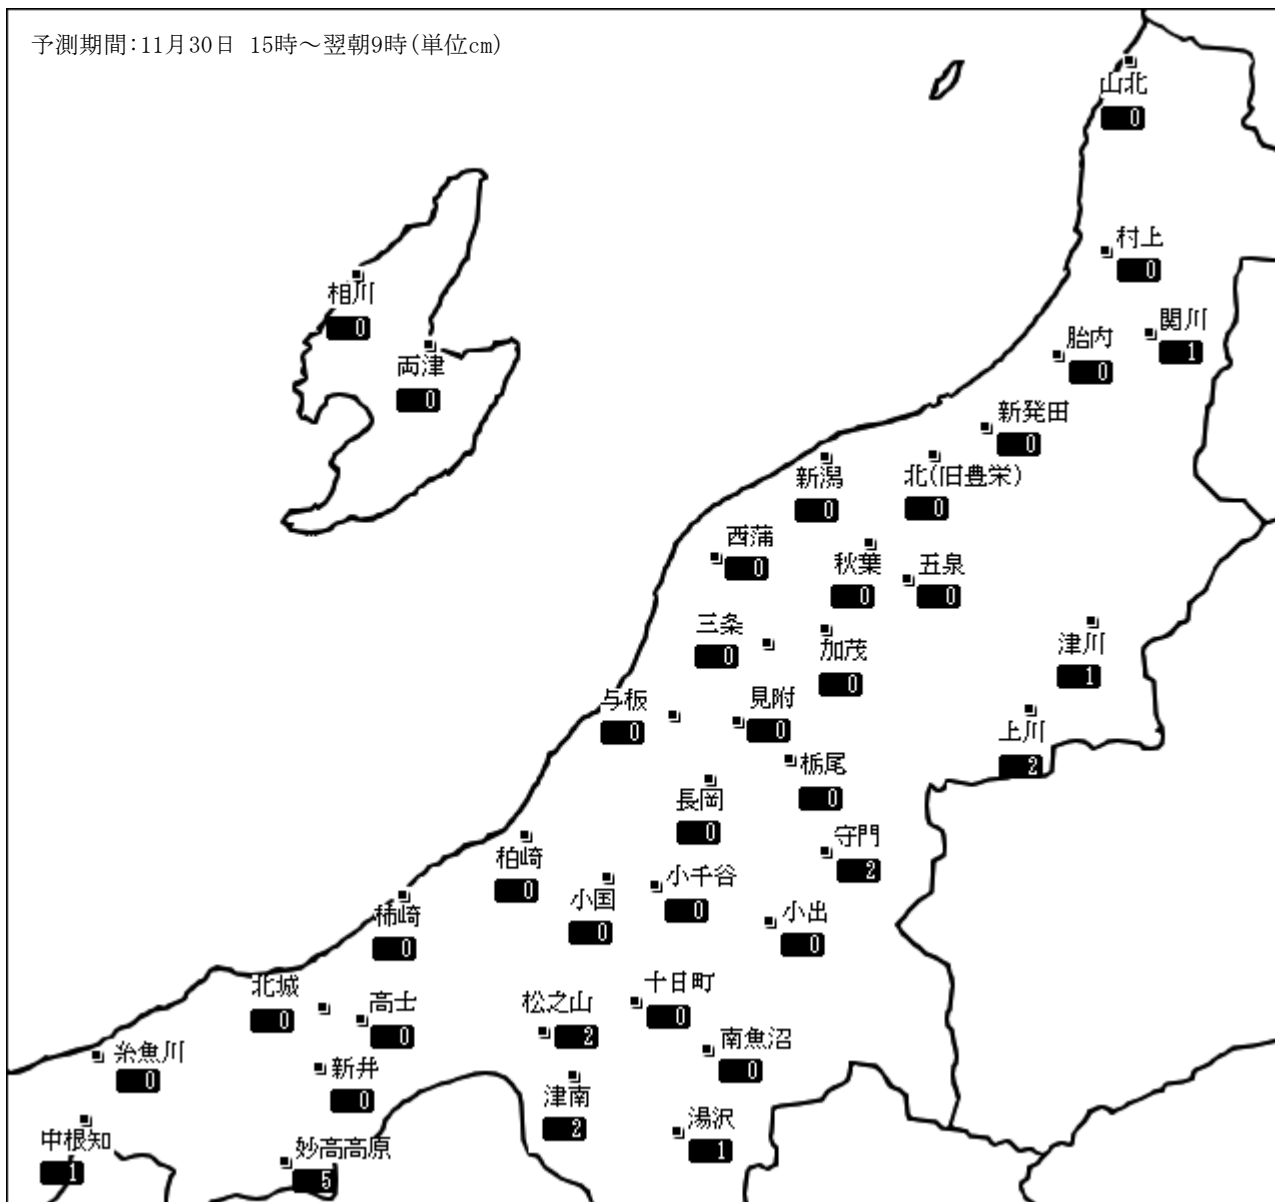 予測期間:11月30日 15時～翌朝9時(単位cm)
山北
0
村上
0
相川
0
関川
1
胎内
0
両津
0
新発田
0
新潟
0
北(旧豊栄)
0
西蒲
0
秋葉
0
五泉
0
三条
0
加茂
0
津川
1
与板
0
見附
0
上川
2
栃尾
0
長岡
0
守門
2
柏崎
0
小千谷
0
小国
0
柿崎
0
小出
0
北城
0
高士
0
松之山
2
十日町
0
南魚沼
0
糸魚川
0
新井
0
津南
2
湯沢
1
中根知
1
妙高高原
5